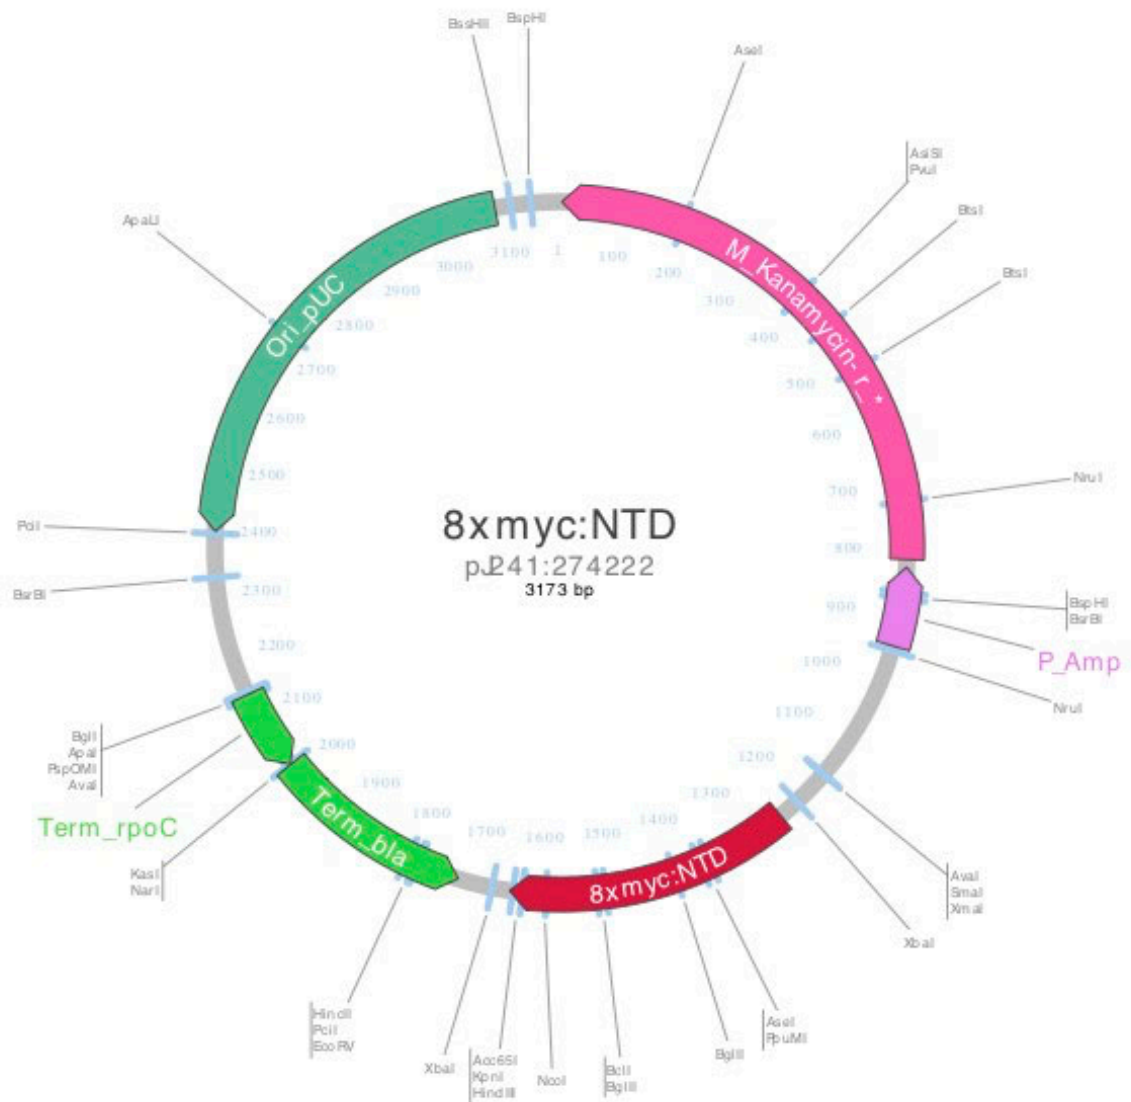 BssHII
BspHI
AseI
AsiSI
PvuI
BtsI
BtsI
NruI
BspHI
BsrBI
P_Amp
NruI
AvaI
SmaI
XmaI
XbaI
AseI
PpuMI
BglII
BclI
BglII
NcoI
Acc65I
KpnI
HindIII
XbaI
PciI
EcoRV
KasI
NarI
Term_rpoC
BglI
ApaI
PspOMI
AvaI
BsrBI
PciI
ApaLI
Ori_pUC
M_Kanamycin-r_*
8xmyc:NTD
Term_bla
1
100
200
300
400
500
600
700
800
900
1000
1100
1200
1300
1400
1500
1600
1700
1800
1900
2000
2100
2200
2300
2400
2500
2600
2700
2800
2900
3000
3100
8xmyc:NTD
pJ241:274222
3173 bp